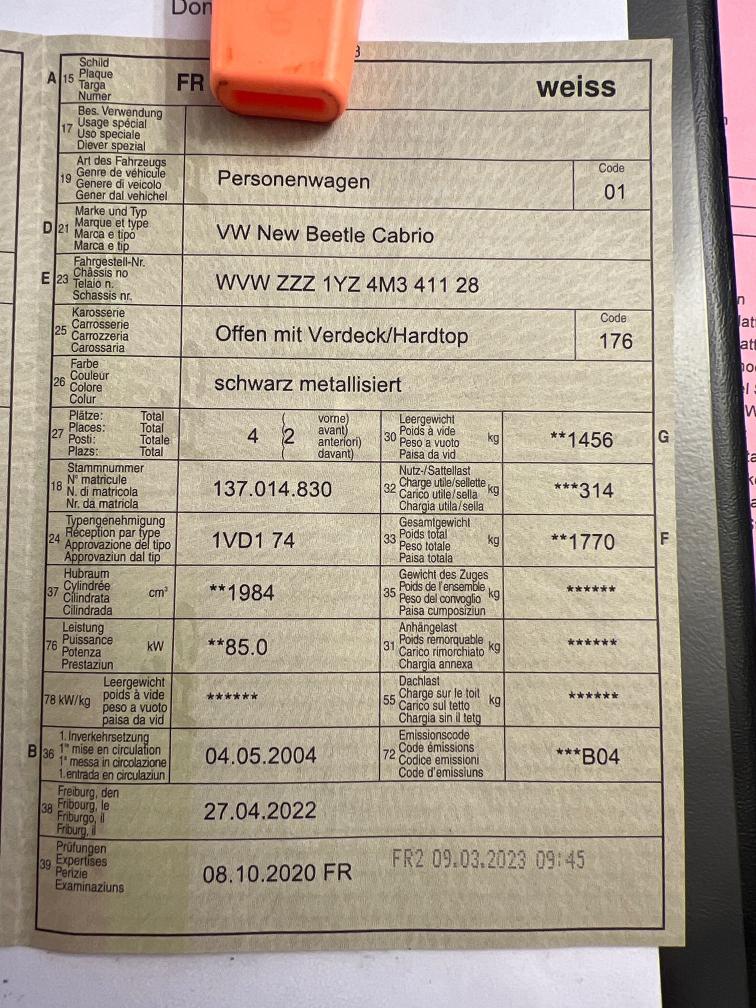 Don
3
A 15 Schild
Plaque
Targa
Numer
FR
weiss
17 Bes. Verwendung
Usage spécial
Uso speciale
Diever spezial
19 Art des Fahrzeugs
Genre de véhicule
Genere di veicolo
Gener dal vehichel
Personenwagen
Code
01
D 21 Marke und Typ
Marque et type
Marca e tipo
Marca e tip
VW New Beetle Cabrio
E 23 Fahrgestell-Nr.
Châssis no
Telaio n.
Schassis nr.
WVW ZZZ 1YZ 4M3 411 28
25 Karosserie
Carrosserie
Carrozzeria
Carossaria
Offen mit Verdeck/Hardtop
Code
176
26 Farbe
Couleur
Colore
Colur
schwarz metallisiert
27 Plätze: Total
Places: Total
Posti: Totale
Plazs: Total
4 ( 2 vorne)
avant)
anteriori)
davant)
30 Leergewicht
Poids à vide
Peso a vuoto
Paisa da vid
kg
**1456
G
18 Stammnummer
N° matricule
N. di matricola
Nr. da matricla
137.014.830
32 Nutz-/Sattellast
Charge utile/sellette
Carico utile/sella
Chargia utila/sella
kg
***314
24 Typengenehmigung
Réception par type
Approvazione del tipo
Approvaziun dal tip
1VD1 74
33 Gesamtgewicht
Poids total
Peso totale
Paisa totala
kg
**1770
F
37 Hubraum
Cylindrée
Cilindrata
Cilindrada
cm³
**1984
35 Gewicht des Zuges
Poids de l'ensemble
Peso del convoglio
Paisa cumposiziun
kg
******
76 Leistung
Puissance
Potenza
Prestaziun
kW
**85.0
31 Anhängelast
Poids remorquable
Carico rimorchiato
Chargia annexa
kg
******
78 kW/kg Leergewicht
poids à vide
peso a vuoto
paisa da vid
******
55 Dachlast
Charge sur le toit
Carico sul tetto
Chargia sin il tetg
kg
******
B 36 1. Inverkehrsetzung
1re mise en circulation
1a messa in circolazione
1. entrada en circulaziun
04.05.2004
72 Emissionscode
Code émissions
Codice emissioni
Code d'emissiuns
***B04
38 Freiburg, den
Fribourg, le
Friburgo, il
Friburg, il
27.04.2022
39 Prüfungen
Expertises
Perizie
Examinaziuns
08.10.2020 FR
FR2 09.03.2023 09:45